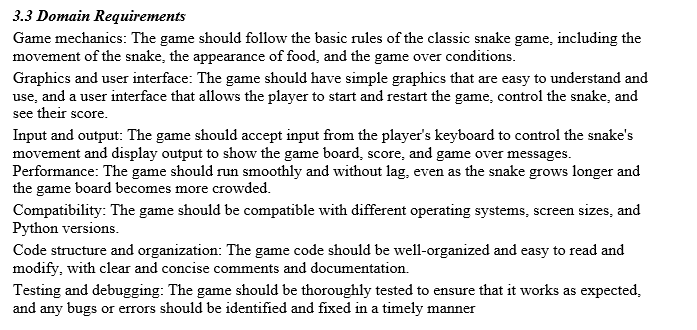 3.3 Domain Requirements
Game mechanics: The game should follow the basic rules of the classic snake game, including the
movement of the snake, the appearance of food, and the game over conditions.
Graphics and user interface: The game should have simple graphics that are easy to understand and
use, and a user interface that allows the player to start and restart the game, control the snake, and
see their score.
Input and output: The game should accept input from the player's keyboard to control the snake's
movement and display output to show the game board, score, and game over messages.
Performance: The game should run smoothly and without lag, even as the snake grows longer and
the game board becomes more crowded.
Compatibility: The game should be compatible with different operating systems, screen sizes, and
Python versions.
Code structure and organization: The game code should be well-organized and easy to read and
modify, with clear and concise comments and documentation.
Testing and debugging: The game should be thoroughly tested to ensure that it works as expected,
and any bugs or errors should be identified and fixed in a timely manner